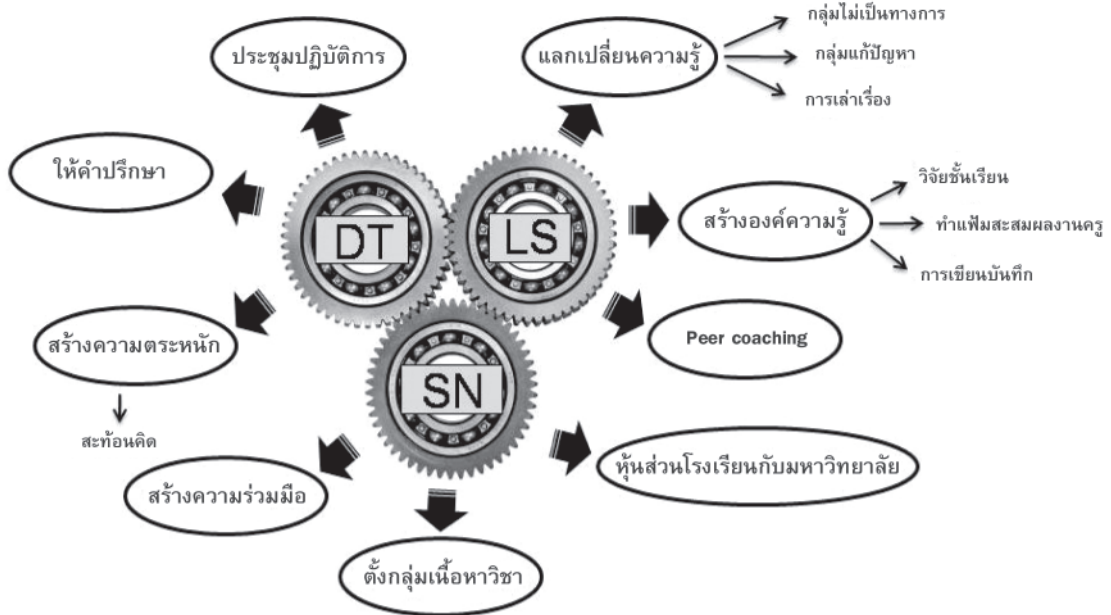 ประชุมปฏิบัติการ
ให้คำปรึกษา
สร้างความตระหนัก
สะท้อนคิด
DT
LS
SN
แลกเปลี่ยนความรู้
กลุ่มไม่เป็นทางการ
กลุ่มแก้ปัญหา
การเล่าเรื่อง
สร้างองค์ความรู้
วิจัยชั้นเรียน
ทำแฟ้มสะสมผลงานครู
การเขียนบันทึก
Peer coaching
หุ้นส่วนโรงเรียนกับมหาวิทยาลัย
ตั้งกลุ่มเนื้อหาวิชา
สร้างความร่วมมือ